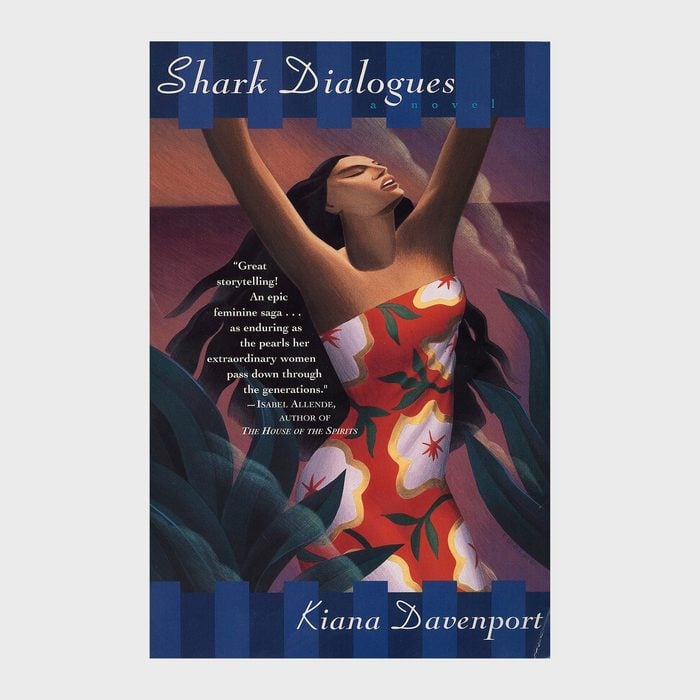 Shark Dialogues
a novel
“Great
storytelling!
An epic
feminine saga . . .
as enduring as
the pearls her
extraordinary women
pass down through
the generations."
—ISABEL ALLENDE,
AUTHOR OF
THE HOUSE OF THE SPIRITS
Kiana Davenport